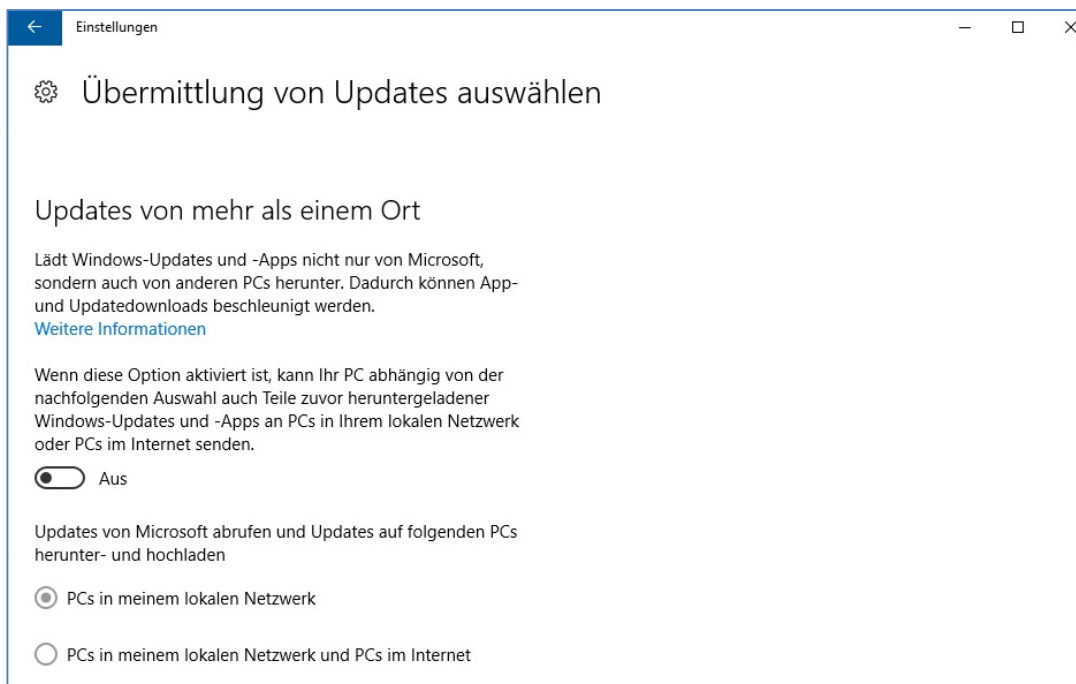 Einstellungen
Übermittlung von Updates auswählen
Updates von mehr als einem Ort
Lädt Windows-Updates und -Apps nicht nur von Microsoft,
sondern auch von anderen PCs herunter. Dadurch können App-
und Updatedownloads beschleunigt werden.
Weitere Informationen
Wenn diese Option aktiviert ist, kann Ihr PC abhängig von der
nachfolgenden Auswahl auch Teile zuvor heruntergeladener
Windows-Updates und -Apps an PCs in Ihrem lokalen Netzwerk
oder PCs im Internet senden.
Aus
Updates von Microsoft abrufen und Updates auf folgenden PCs
herunter- und hochladen
PCs in meinem lokalen Netzwerk
PCs in meinem lokalen Netzwerk und PCs im Internet